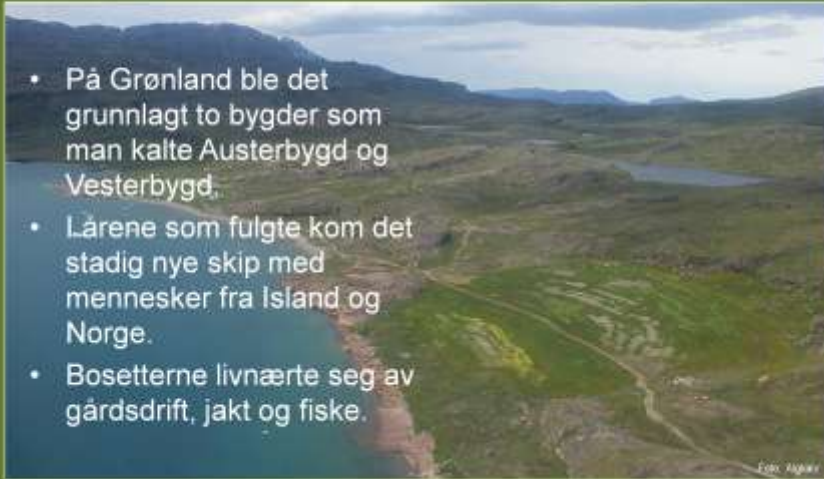 • På Grønland ble det
grunnlagt to bygder som
man kalte Austerbygd og
Vesterbygd.
• I årene som fulgte kom det
stadig nye skip med
mennesker fra Island og
Norge.
• Bosetterne livnærte seg av
gårdsdrift, jakt og fiske.
Foto: